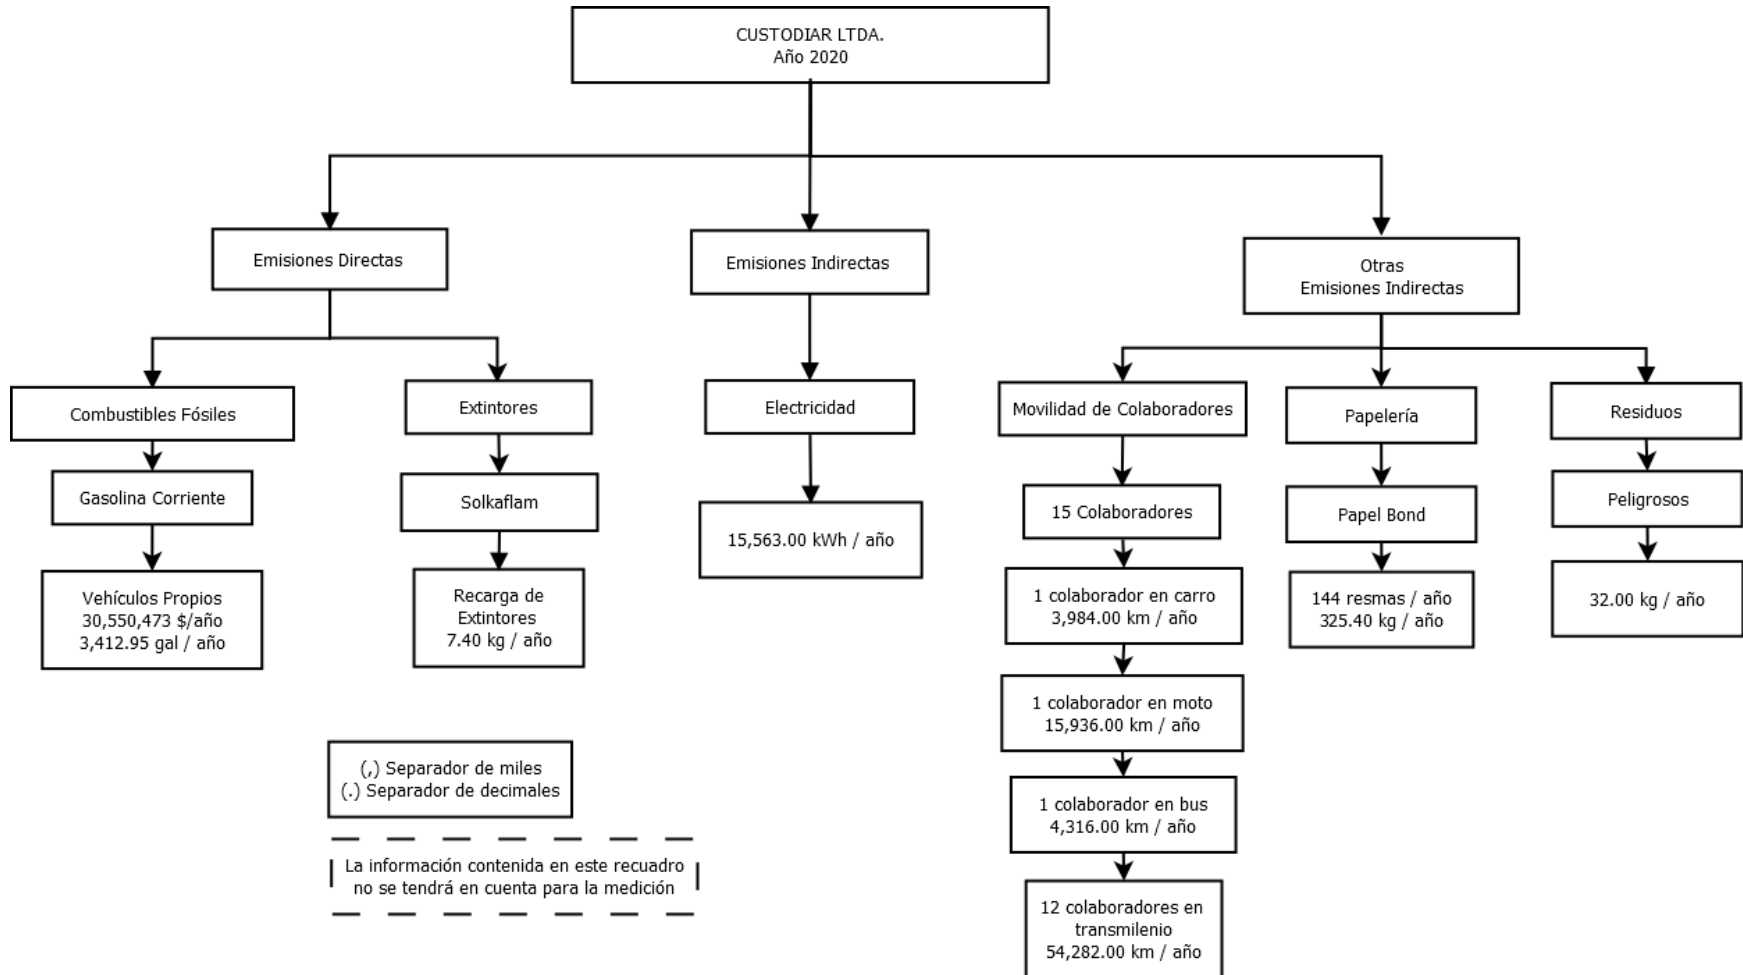 CUSTODIAR LTDA.
Año 2020
Emisiones Directas
Emisiones Indirectas
Otras
Emisiones Indirectas
Combustibles Fósiles
Extintores
Electricidad
Movilidad de Colaboradores
Papelería
Residuos
Gasolina Corriente
Solkaflam
15,563.00 kWh / año
15 Colaboradores
Papel Bond
Peligrosos
Vehículos Propios
30,550,473 $/año
3,412.95 gal / año
Recarga de
Extintores
7.40 kg / año
1 colaborador en carro
3,984.00 km / año
144 resmas / año
325.40 kg / año
32.00 kg / año
1 colaborador en moto
15,936.00 km / año
1 colaborador en bus
4,316.00 km / año
12 colaboradores en
transmilenio
54,282.00 km / año
(,) Separador de miles
(.) Separador de decimales
La información contenida en este recuadro
no se tendrá en cuenta para la medición